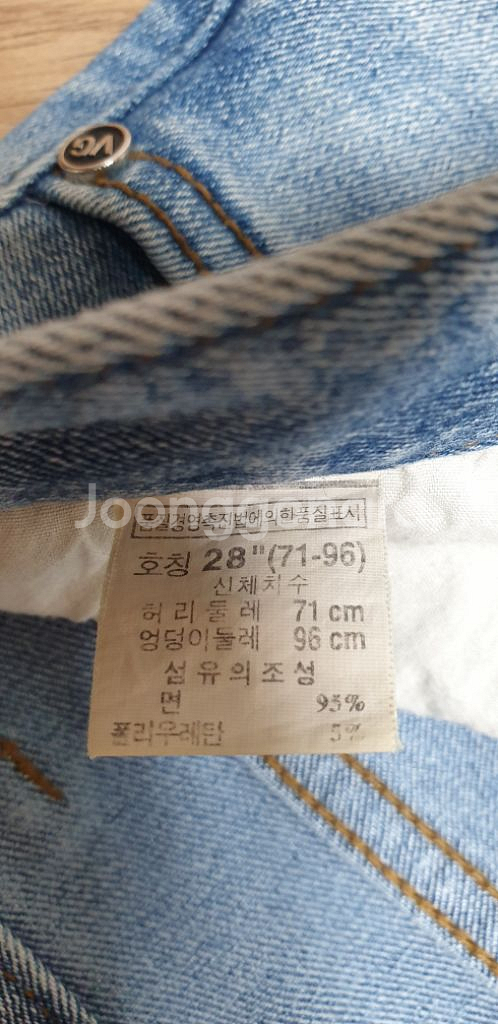 VG
품질경영촉진법에의한품질표시
호칭 28"(71-96)
신체치수
허리둘레 71 cm
엉덩이둘레 96 cm
섬유의조성
면 95%
폴리우레탄 5%